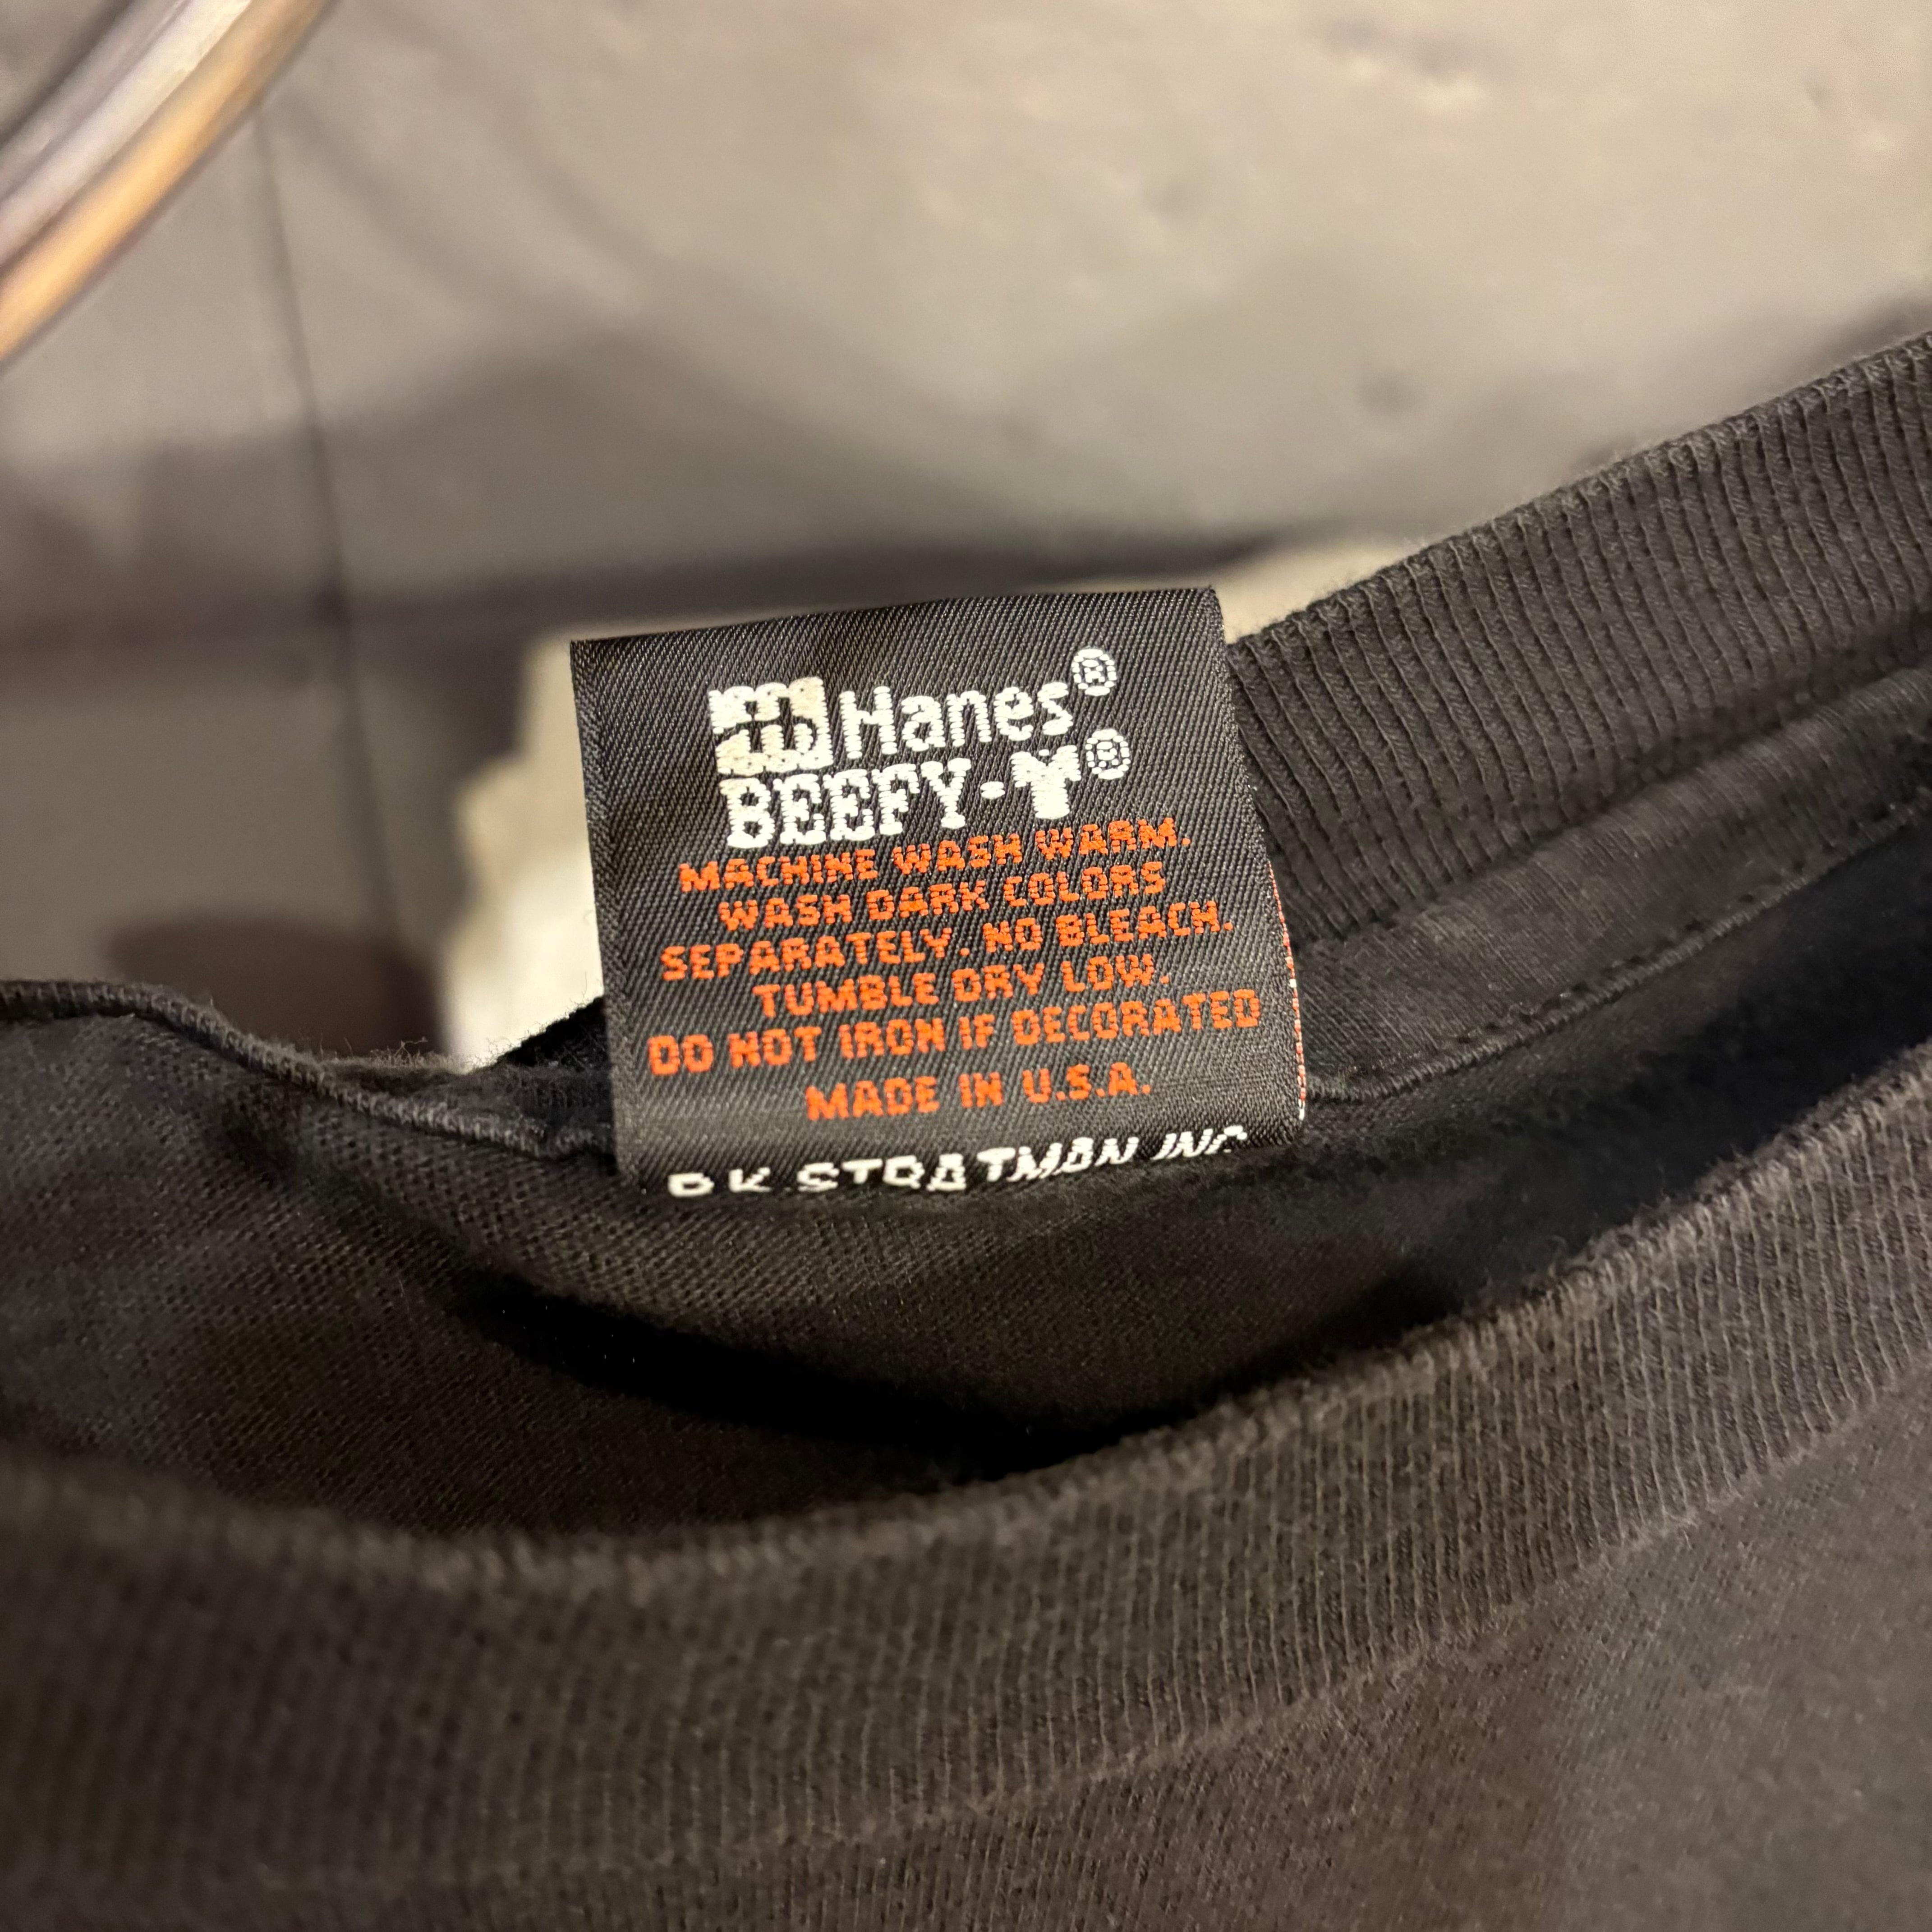 Hanes®
BEEFY-T®
MACHINE WASH WARM.
WASH DARK COLORS
SEPARATELY. NO BLEACH.
TUMBLE DRY LOW.
DO NOT IRON IF DECORATED
MADE IN U.S.A.
R K STRATMAN INC